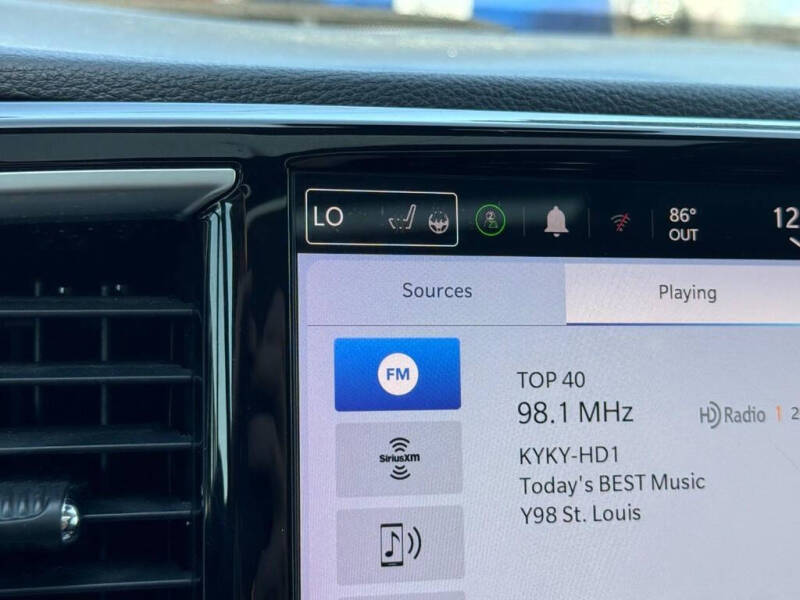 LO
86°
OUT
12
Sources
Playing
FM
SiriusXM
TOP 40
98.1 MHz
HD Radio 1 2
KYKY-HD1
Today's BEST Music
Y98 St. Louis